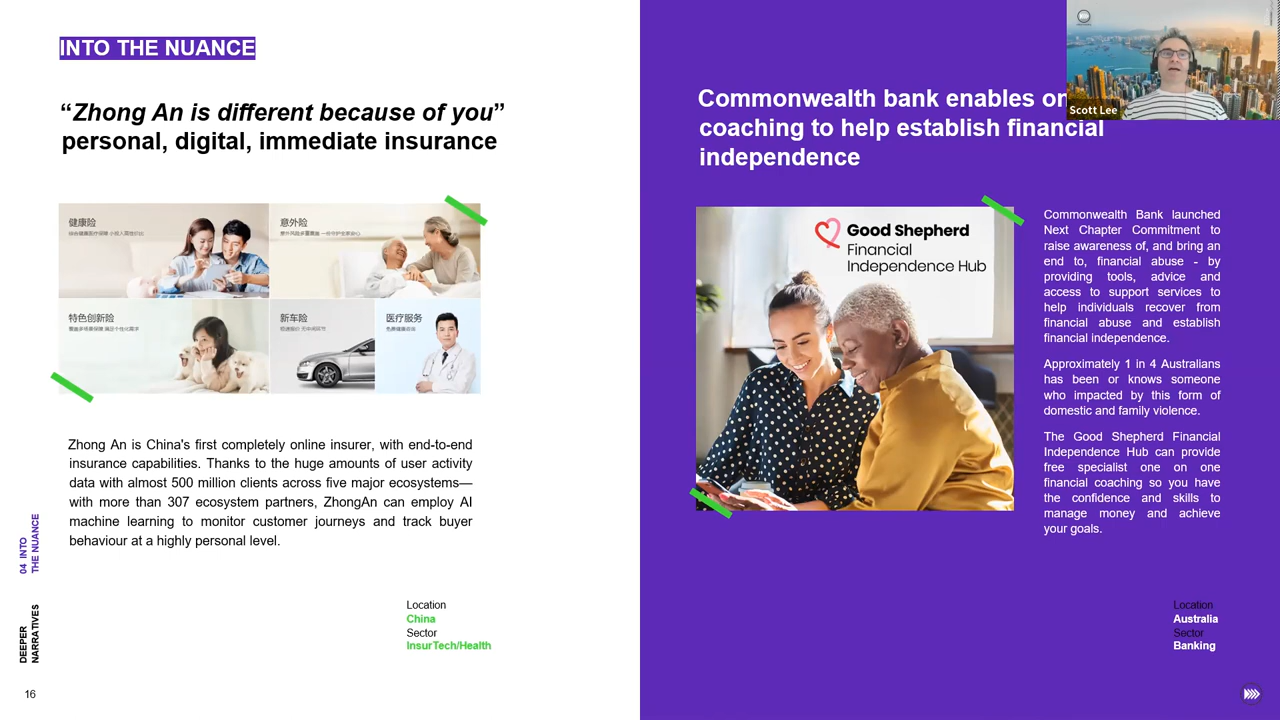 INTO THE NUANCE
“Zhong An is different because of you”
personal, digital, immediate insurance
健康险
意外险
特色创新险
新车险
医疗服务
免费健康咨询
Zhong An is China's first completely online insurer, with end-to-end
insurance capabilities. Thanks to the huge amounts of user activity
data with almost 500 million clients across five major ecosystems—
with more than 307 ecosystem partners, ZhongAn can employ AI
machine learning to monitor customer journeys and track buyer
behaviour at a highly personal level.
Location
China
Sector
InsurTech/Health
04 INTO
THE NUANCE
DEEPER
NARRATIVES
16
Commonwealth bank enables
coaching to help establish financial
independence
Scott Lee
Good Shepherd
Financial
Independence Hub
Commonwealth Bank launched
Next Chapter Commitment to
raise awareness of, and bring an
end to, financial abuse - by
providing tools, advice and
access to support services to
help individuals recover from
financial abuse and establish
financial independence.
Approximately 1 in 4 Australians
has been or knows someone
who impacted by this form of
domestic and family violence.
The Good Shepherd Financial
Independence Hub can provide
free specialist one on one
financial coaching so you have
the confidence and skills to
manage money and achieve
your goals.
Location
Australia
Sector
Banking